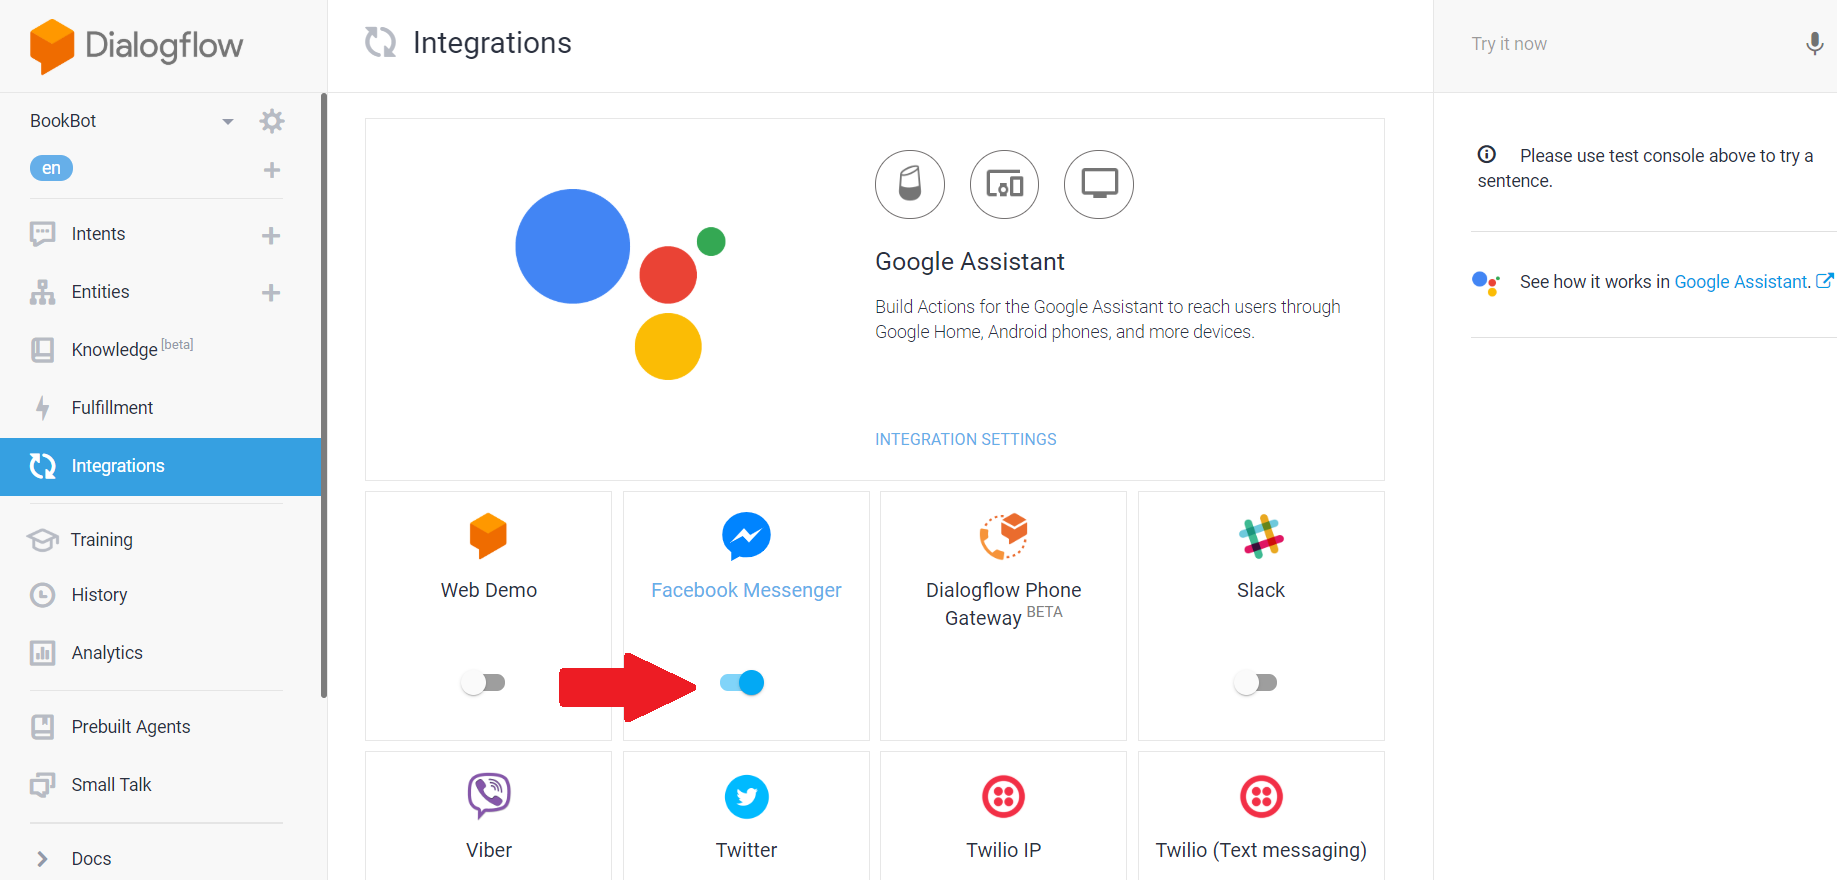 Dialogflow
BookBot
en
Intents
Entities
Knowledge [beta]
Fulfillment
Integrations
Training
History
Analytics
Prebuilt Agents
Small Talk
Docs
Integrations
Google Assistant
Build Actions for the Google Assistant to reach users through
Google Home, Android phones, and more devices.
INTEGRATION SETTINGS
Web Demo
Facebook Messenger
Dialogflow Phone
Gateway BETA
Slack
Viber
Twitter
Twilio IP
Twilio (Text messaging)
Try it now
Please use test console above to try a
sentence.
See how it works in Google Assistant.